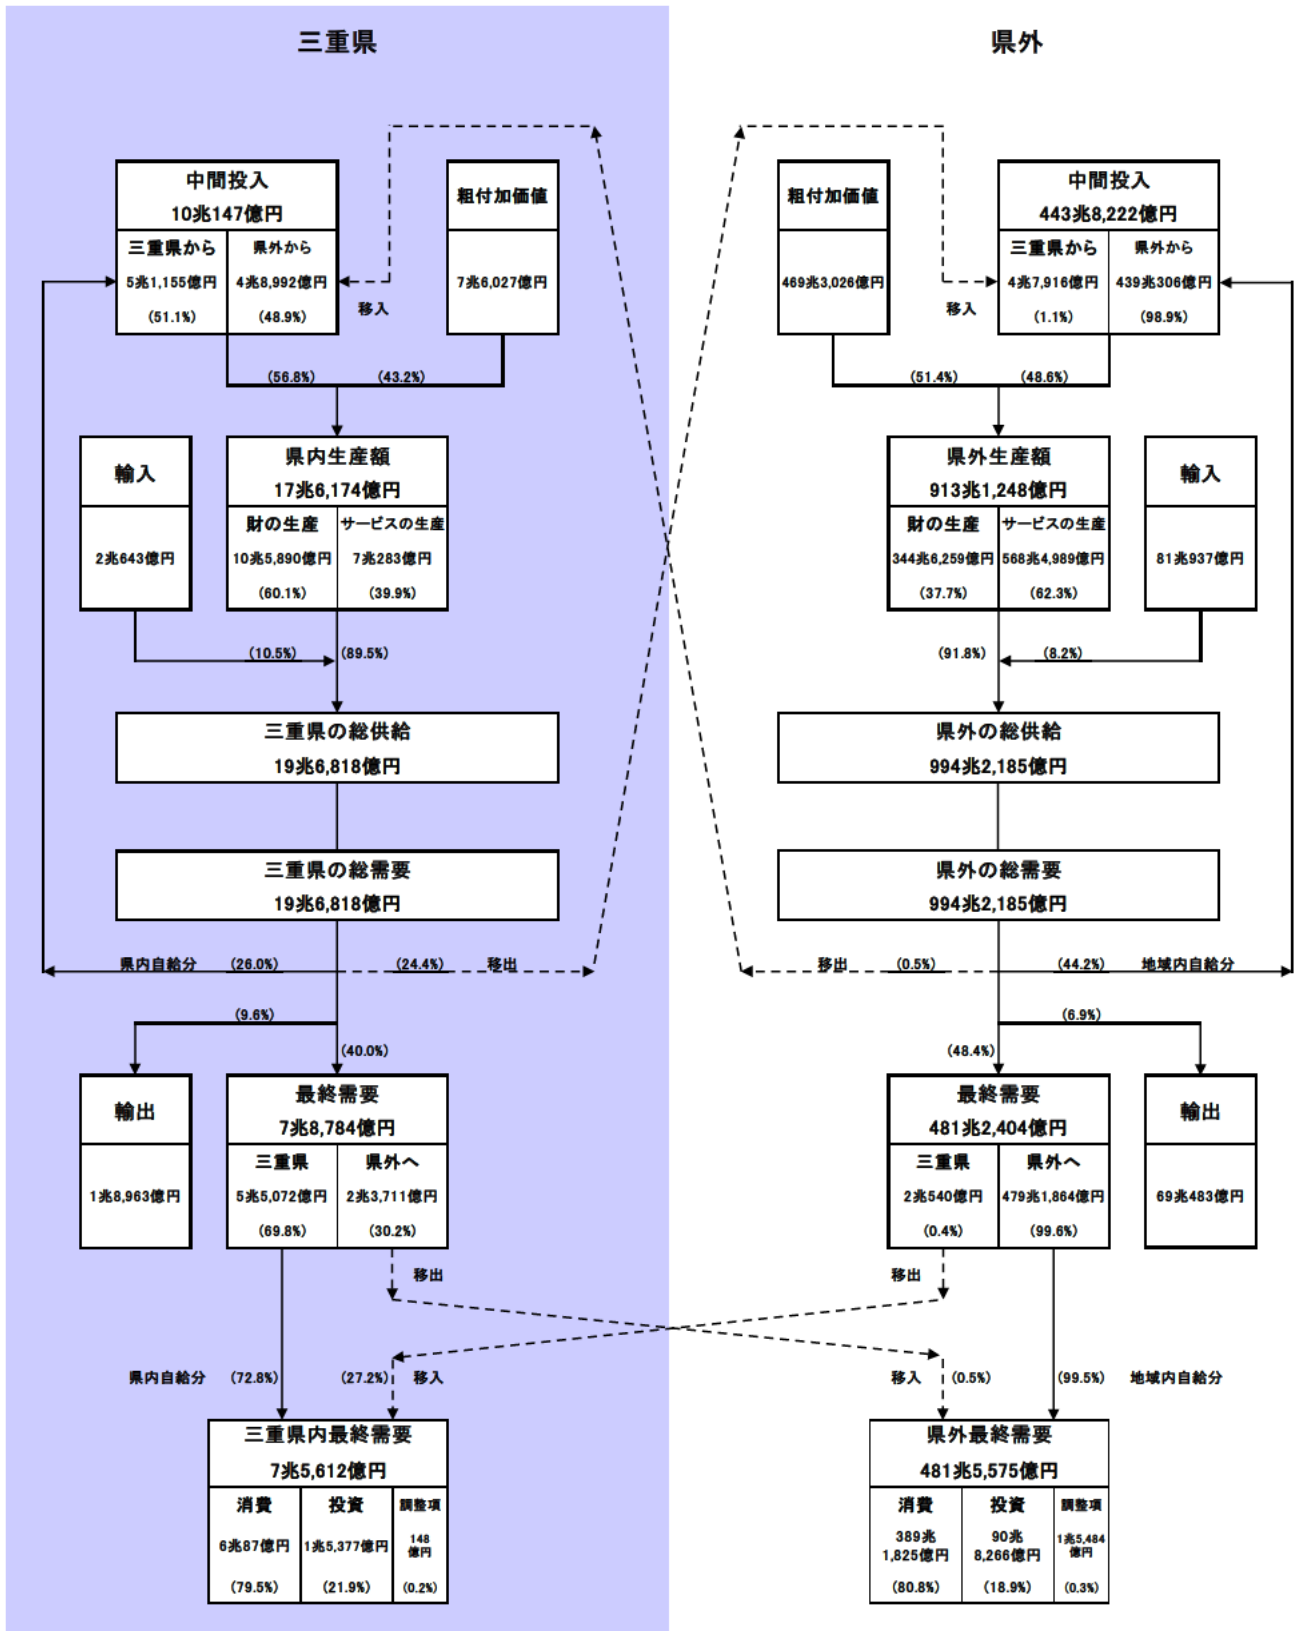 三重県
県外
中間投入
10兆147億円
三重県から
県外から
5兆1,155億円
4兆8,992億円
(51.1%)
(48.9%)
移入
粗付加価値
7兆6,027億円
粗付加価値
469兆3,026億円
中間投入
443兆8,222億円
三重県から
県外から
4兆7,916億円
439兆306億円
(1.1%)
(98.9%)
移入
(56.8%)
(43.2%)
(51.4%)
(48.6%)
輸入
2兆643億円
県内生産額
17兆6,174億円
財の生産
サービスの生産
10兆5,890億円
7兆283億円
(60.1%)
(39.9%)
県外生産額
913兆1,248億円
財の生産
サービスの生産
344兆6,259億円
568兆4,989億円
(37.7%)
(62.3%)
輸入
81兆937億円
(10.5%)
(89.5%)
(91.8%)
(8.2%)
三重県の総供給
19兆6,818億円
県外の総供給
994兆2,185億円
三重県の総需要
19兆6,818億円
県外の総需要
994兆2,185億円
県内自給分
(26.0%)
(24.4%)
移出
移出
(0.5%)
(44.2%)
地域内自給分
(9.6%)
(6.9%)
(40.0%)
(48.4%)
輸出
1兆8,963億円
最終需要
7兆8,784億円
三重県
県外へ
5兆5,072億円
2兆3,711億円
(69.8%)
(30.2%)
最終需要
481兆2,404億円
三重県
県外へ
2兆540億円
479兆1,864億円
(0.4%)
(99.6%)
輸出
69兆483億円
移出
移出
県内自給分
(72.8%)
(27.2%)
移入
移入
(0.5%)
(99.5%)
地域内自給分
三重県内最終需要
7兆5,612億円
消費
投資
調整項
6兆87億円
1兆5,377億円
148
億円
(79.5%)
(21.9%)
(0.2%)
県外最終需要
481兆5,575億円
消費
投資
調整項
389兆
1,825億円
90兆
8,266億円
1兆5,484
億円
(80.8%)
(18.9%)
(0.3%)